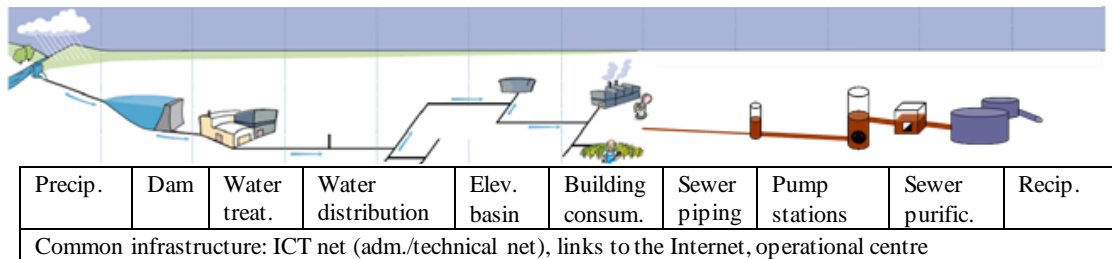 Precip. Dam Water Water Elev. Building Sewer Pump Sewer Recip.
treat. distribution basin consum. piping stations purific.
Common infrastructure: ICT net (adm./technical net), links to the Internet, operational centre